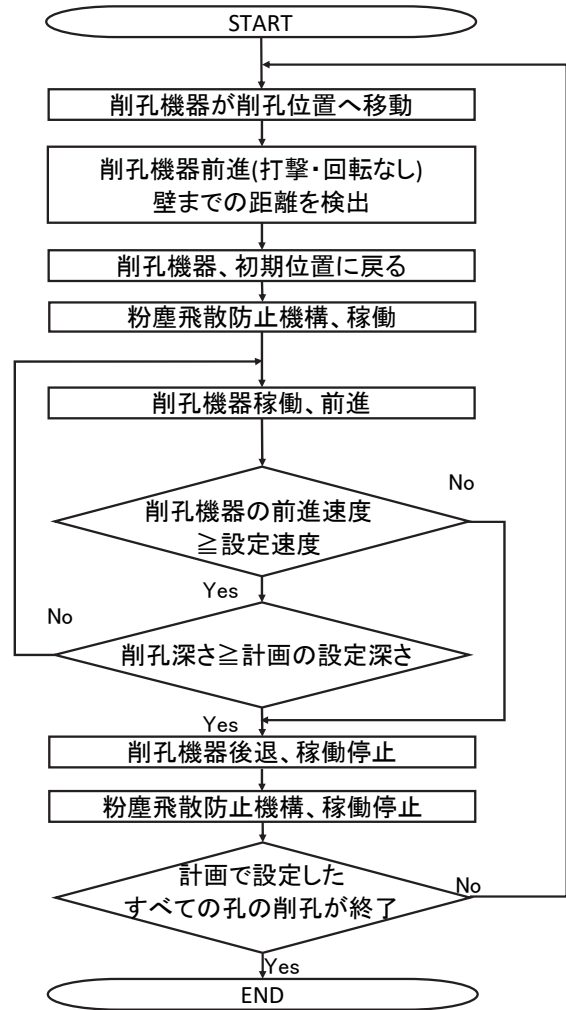 START
削孔機器が削孔位置へ移動
削孔機器前進(打撃・回転なし)
壁までの距離を検出
削孔機器、初期位置に戻る
粉塵飛散防止機構、稼働
削孔機器稼働、前進
No
削孔機器の前進速度
≧設定速度
Yes
No
削孔深さ≧計画の設定深さ
Yes
削孔機器後退、稼働停止
粉塵飛散防止機構、稼働停止
計画で設定した
すべての孔の削孔が終了
No
Yes
END